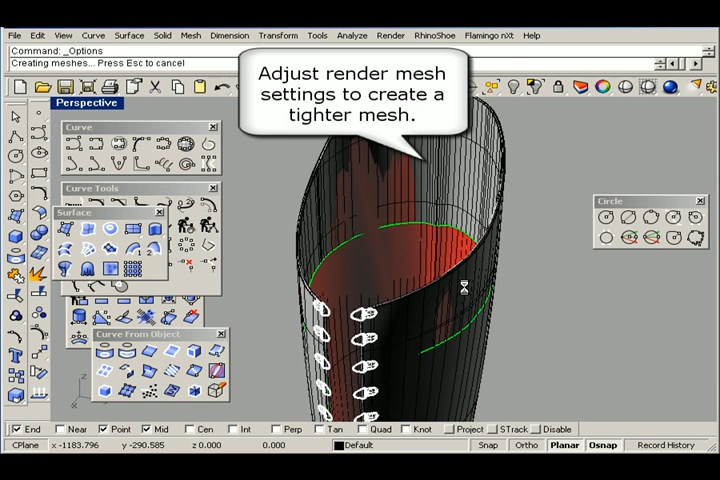 File Edit View Curve Surface Solid Mesh Dimension Transform Tools Analyze Render RhinoShoe Flamingo nXt Help
Command: _Options
Creating meshes... Press Esc to cancel
Adjust render mesh
settings to create a
tighter mesh.
Perspective
Curve
Curve Tools
Surface
Circle
Curve From Object
z
x
End Near Point Mid Cen Int Perp Tan Quad Knot Project STrack Disable
CPlane x -1183.796 y -290.585 z 0.000 0.000 Default Snap Ortho Planar Osnap Record History